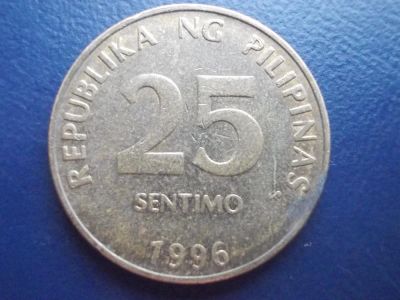 REPUBLIKA NG PILIPINAS
25
SENTIMO
1996